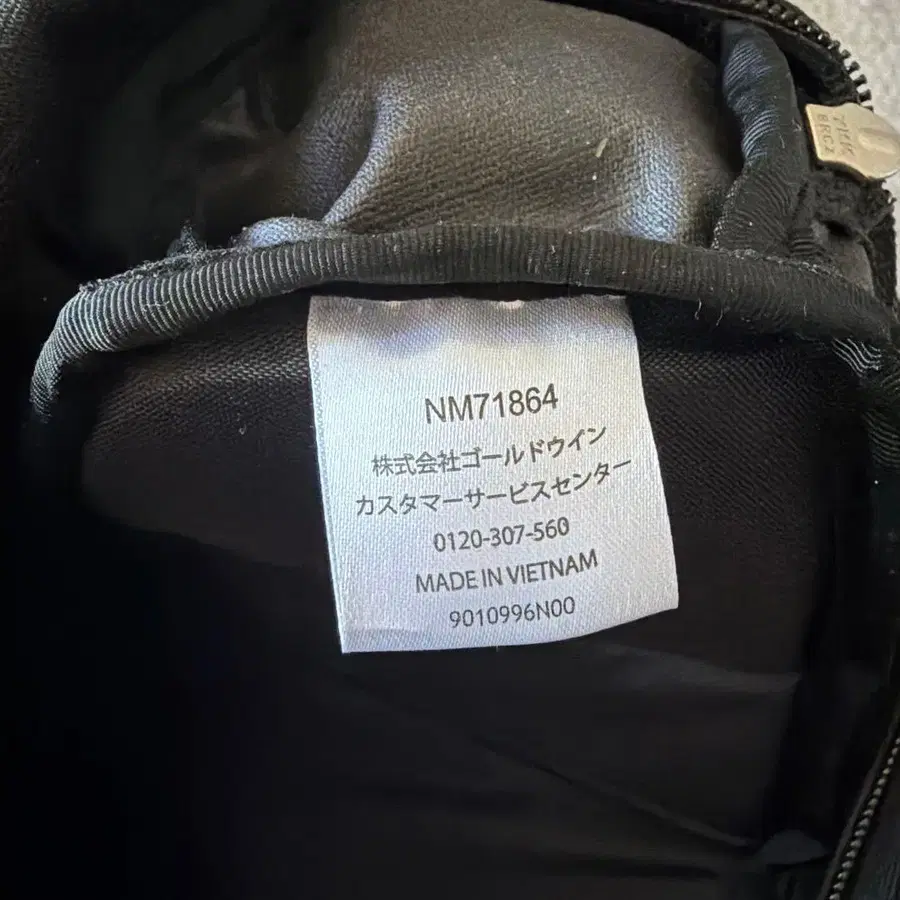 NM71864
株式会社ゴールドウイン
カスタマーサービスセンター
0120-307-560
MADE IN VIETNAM
9010996N00